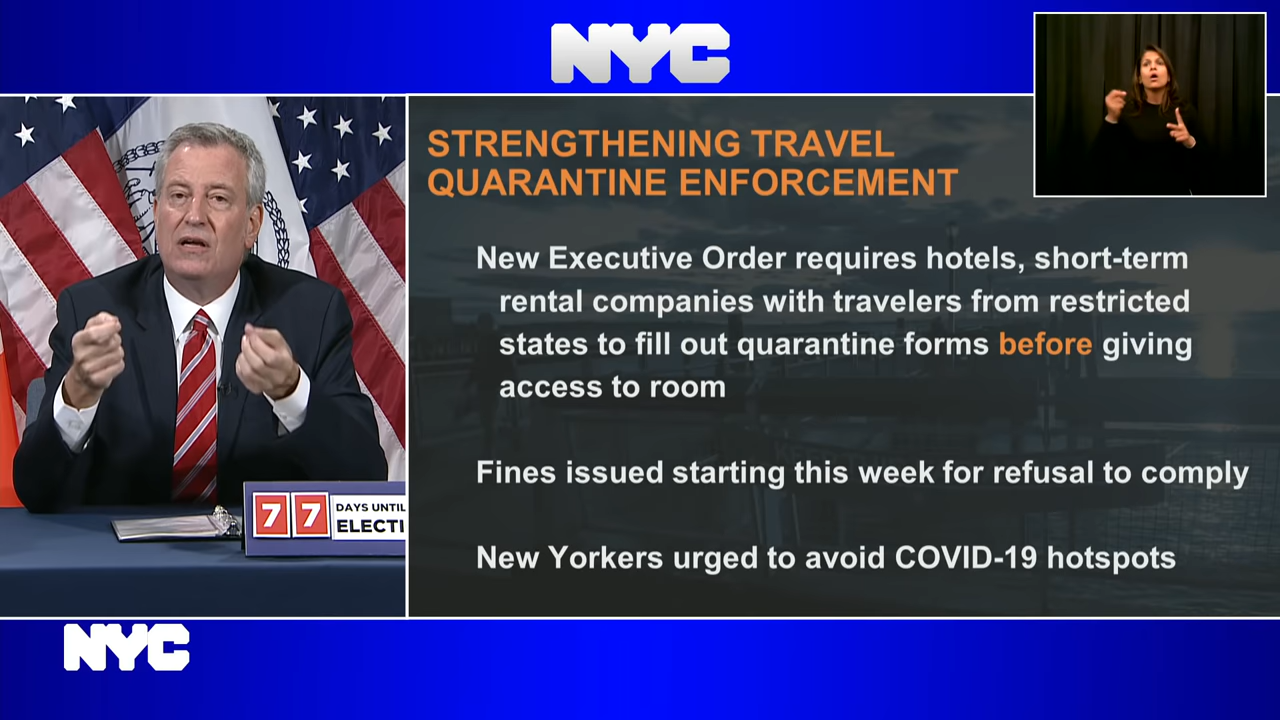 NYC
STRENGTHENING TRAVEL
QUARANTINE ENFORCEMENT
New Executive Order requires hotels, short-term
rental companies with travelers from restricted
states to fill out quarantine forms before giving
access to room
Fines issued starting this week for refusal to comply
New Yorkers urged to avoid COVID-19 hotspots
77
DAYS UNTIL
ELECTI
NYC